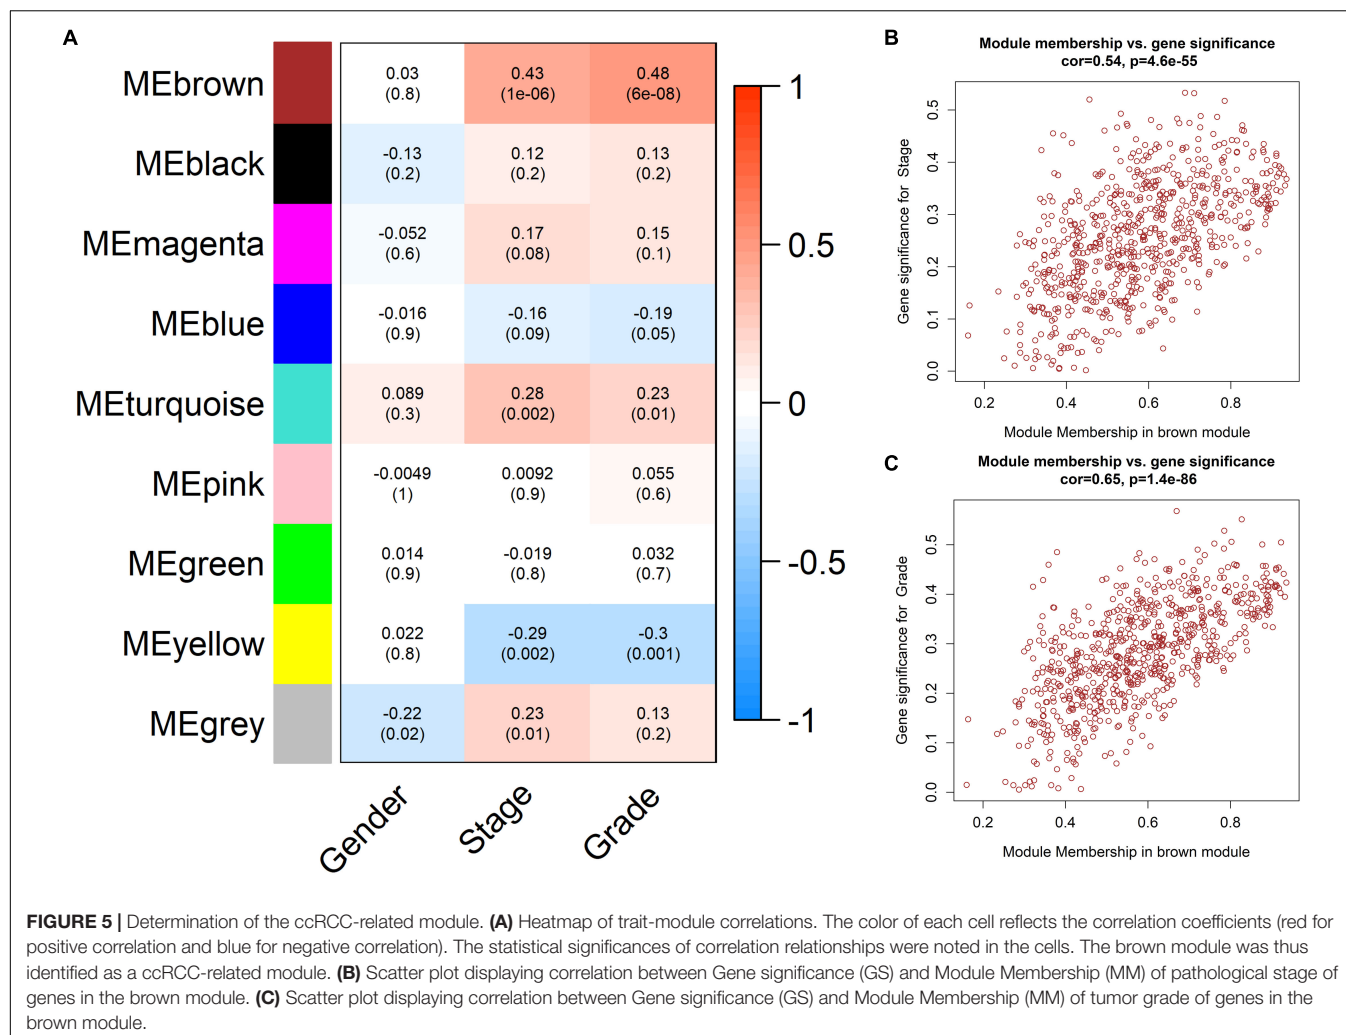 A
MEbrown
0.03
(0.8)
0.43
(1e-06)
0.48
(6e-08)
MEblack
-0.13
(0.2)
0.12
(0.2)
0.13
(0.2)
MEmagenta
-0.052
(0.6)
0.17
(0.08)
0.15
(0.1)
MEblue
-0.016
(0.9)
-0.16
(0.09)
-0.19
(0.05)
MEturquoise
0.089
(0.3)
0.28
(0.002)
0.23
(0.01)
MEpink
-0.0049
(1)
0.0092
(0.9)
0.055
(0.6)
MEgreen
0.014
(0.9)
-0.019
(0.8)
0.032
(0.7)
MEyellow
0.022
(0.8)
-0.29
(0.002)
-0.3
(0.001)
MEgrey
-0.22
(0.02)
0.23
(0.01)
0.13
(0.2)
Gender
Stage
Grade
1
0.5
0
-0.5
-1
B
Module membership vs. gene significance
cor=0.54, p=4.6e-55
Gene significance for Stage
0.5
0.4
0.3
0.2
0.1
0.0
0.2 0.4 0.6 0.8
Module Membership in brown module
C
Module membership vs. gene significance
cor=0.65, p=1.4e-86
Gene significance for Grade
0.5
0.4
0.3
0.2
0.1
0.0
0.2 0.4 0.6 0.8
Module Membership in brown module
FIGURE 5 | Determination of the ccRCC-related module. (A) Heatmap of trait-module correlations. The color of each cell reflects the correlation coefficients (red for
positive correlation and blue for negative correlation). The statistical significances of correlation relationships were noted in the cells. The brown module was thus
identified as a ccRCC-related module. (B) Scatter plot displaying correlation between Gene significance (GS) and Module Membership (MM) of pathological stage of
genes in the brown module. (C) Scatter plot displaying correlation between Gene significance (GS) and Module Membership (MM) of tumor grade of genes in the
brown module.